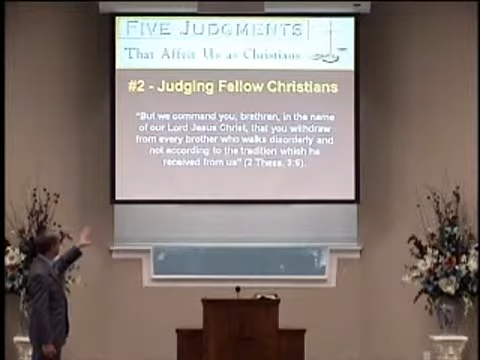 FIVE JUDGMENTS
That Affect Us as Christians
#2 - Judging Fellow Christians
"But we command you, brethren, in the name
of our Lord Jesus Christ, that you withdraw
from every brother who walks disorderly and
not according to the tradition which he
received from us" (2 Thess. 3:6).